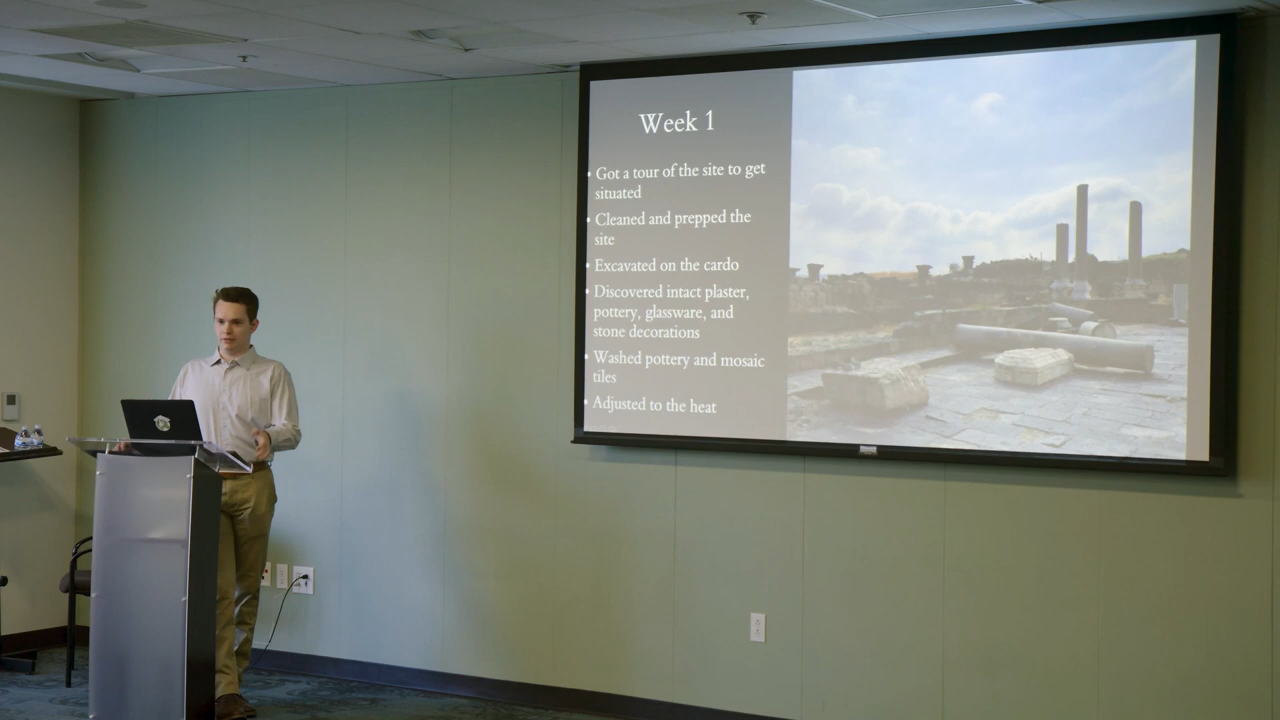 Week 1
• Got a tour of the site to get
situated
• Cleaned and prepped the
site
• Excavated on the cardo
• Discovered intact plaster,
pottery, glassware, and
stone decorations
• Washed pottery and mosaic
tiles
• Adjusted to the heat